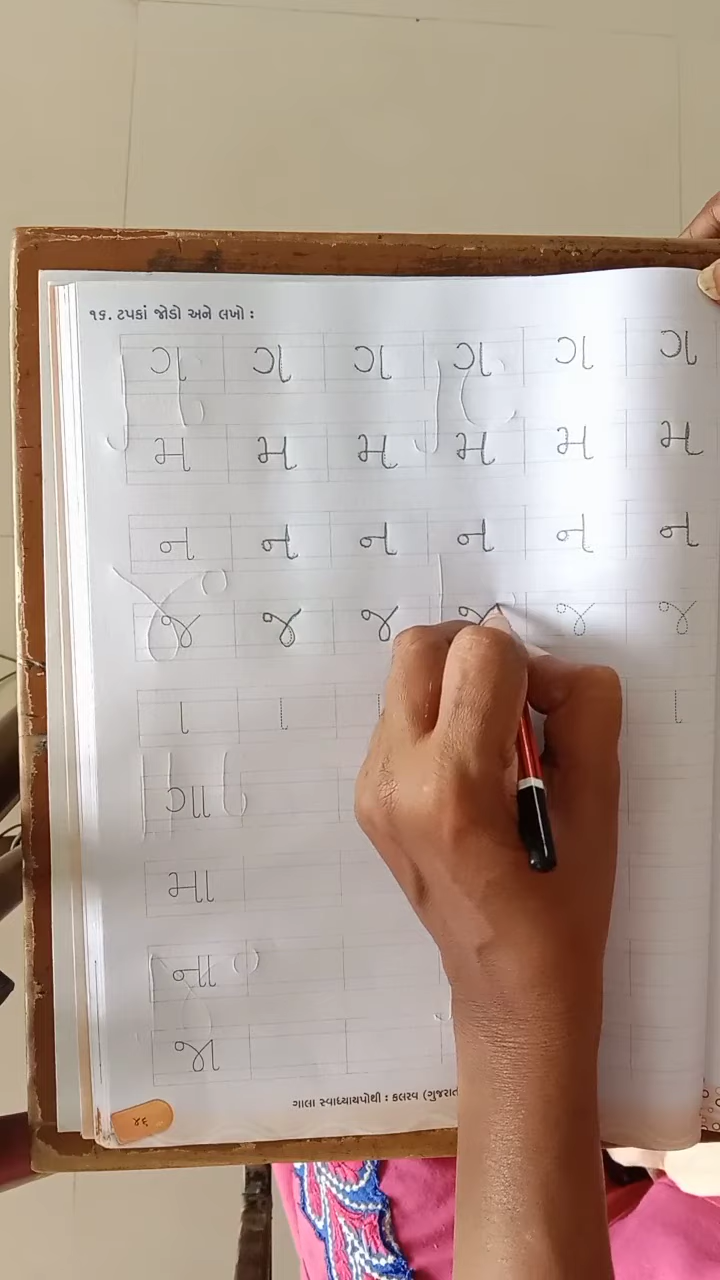 ૧૬. ટપકાં જોડો અને લખો :
ગ ગ ગ ગ ગ ગ
મ મ મ મ મ મ
ન ન ન ન ન ન
જ જ જ જ જ જ
ા ા ા ા
ગા
મા
ના
જા
ગાલા સ્વાધ્યાયપોથી : કલરવ (ગુજરાત
૪૬